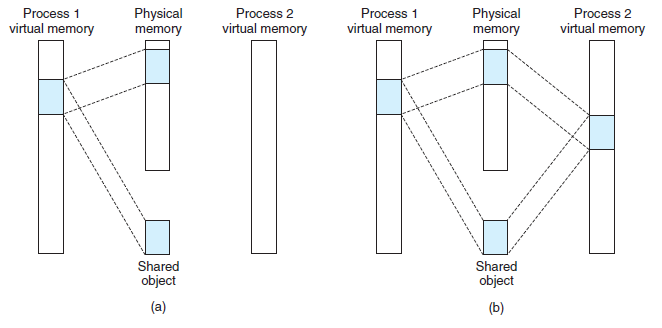 Process 1
virtual memory
Physical
memory
Process 2
virtual memory
Shared
object
(a)
Process 1
virtual memory
Physical
memory
Process 2
virtual memory
Shared
object
(b)